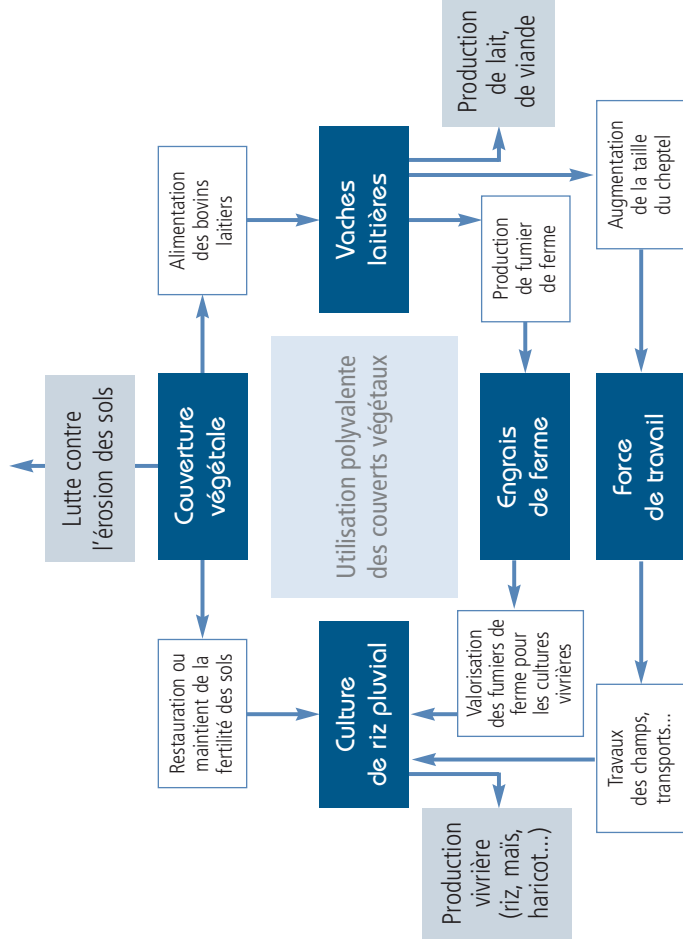 Lutte contre
l'érosion des sols
Restauration ou
maintient de la
fertilité des sols
Couverture
végétale
Alimentation
des bovins
laitiers
Culture
de riz pluvial
Utilisation polyvalente
des couverts végétaux
Vaches
laitières
Production
vivrière
(riz, maïs,
haricot...)
Valorisation
des fumiers de
ferme pour
les cultures
vivrières
Engrais
de ferme
Production
de fumier
de ferme
Production
de lait,
de viande
Travaux
des champs,
transports...
Force
de travail
Augmentation
de la taille
du cheptel